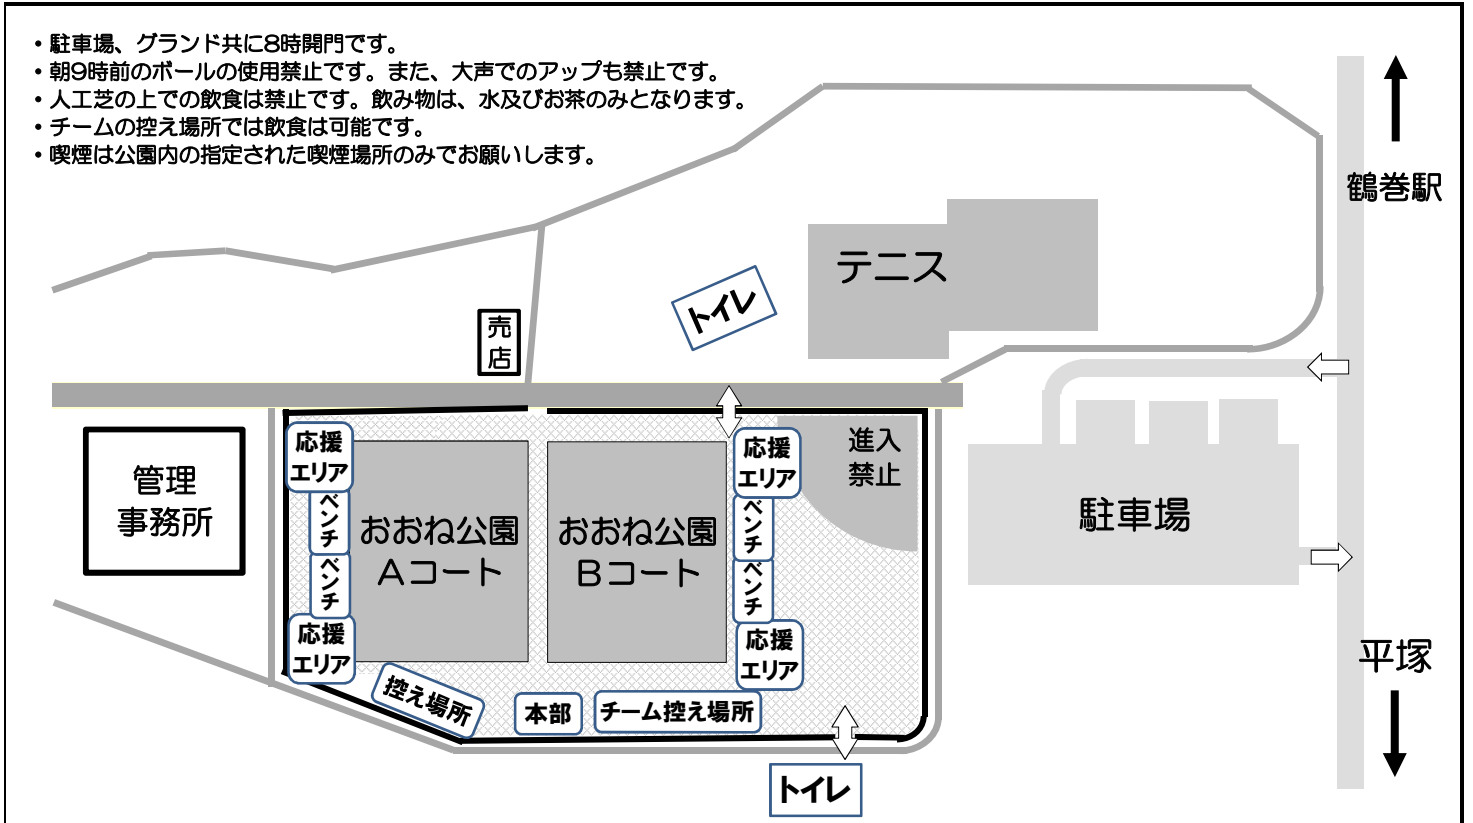 ・駐車場、グランド共に8時開門です。
・朝9時前のボールの使用禁止です。また、大声でのアップも禁止です。
・人工芝の上での飲食は禁止です。飲み物は、水及びお茶のみとなります。
・チームの控え場所では飲食は可能です。
・喫煙は公園内の指定された喫煙場所のみでお願いします。
鶴巻駅
テニス
トイレ
売
店
応援
エリア
応援
エリア
進入
禁止
管理
事務所
ベンチ
ベンチ
おおね公園
Aコート
おおね公園
Bコート
ベンチ
ベンチ
駐車場
応援
エリア
応援
エリア
平塚
控え場所
本部
チーム控え場所
トイレ